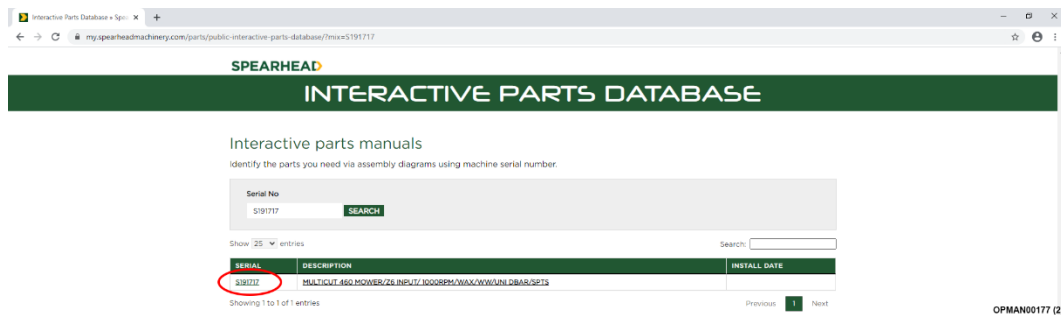 Interactive Parts Database • Spea
my.spearheadmachinery.com/parts/public-interactive-parts-database/?mix=S191717
SPEARHEAD
INTERACTIVE PARTS DATABASE
Interactive parts manuals
Identify the parts you need via assembly diagrams using machine serial number.
Serial No
S191717 SEARCH
Show 25 entries Search:
SERIAL DESCRIPTION INSTALL DATE
S191717 MULTICUT 460 MOWER/Z6 INPUT/ 1000RPM/WAX/WW/UNI DBAR/SPTS
Showing 1 to 1 of 1 entries Previous 1 Next
OPMAN00177 (2